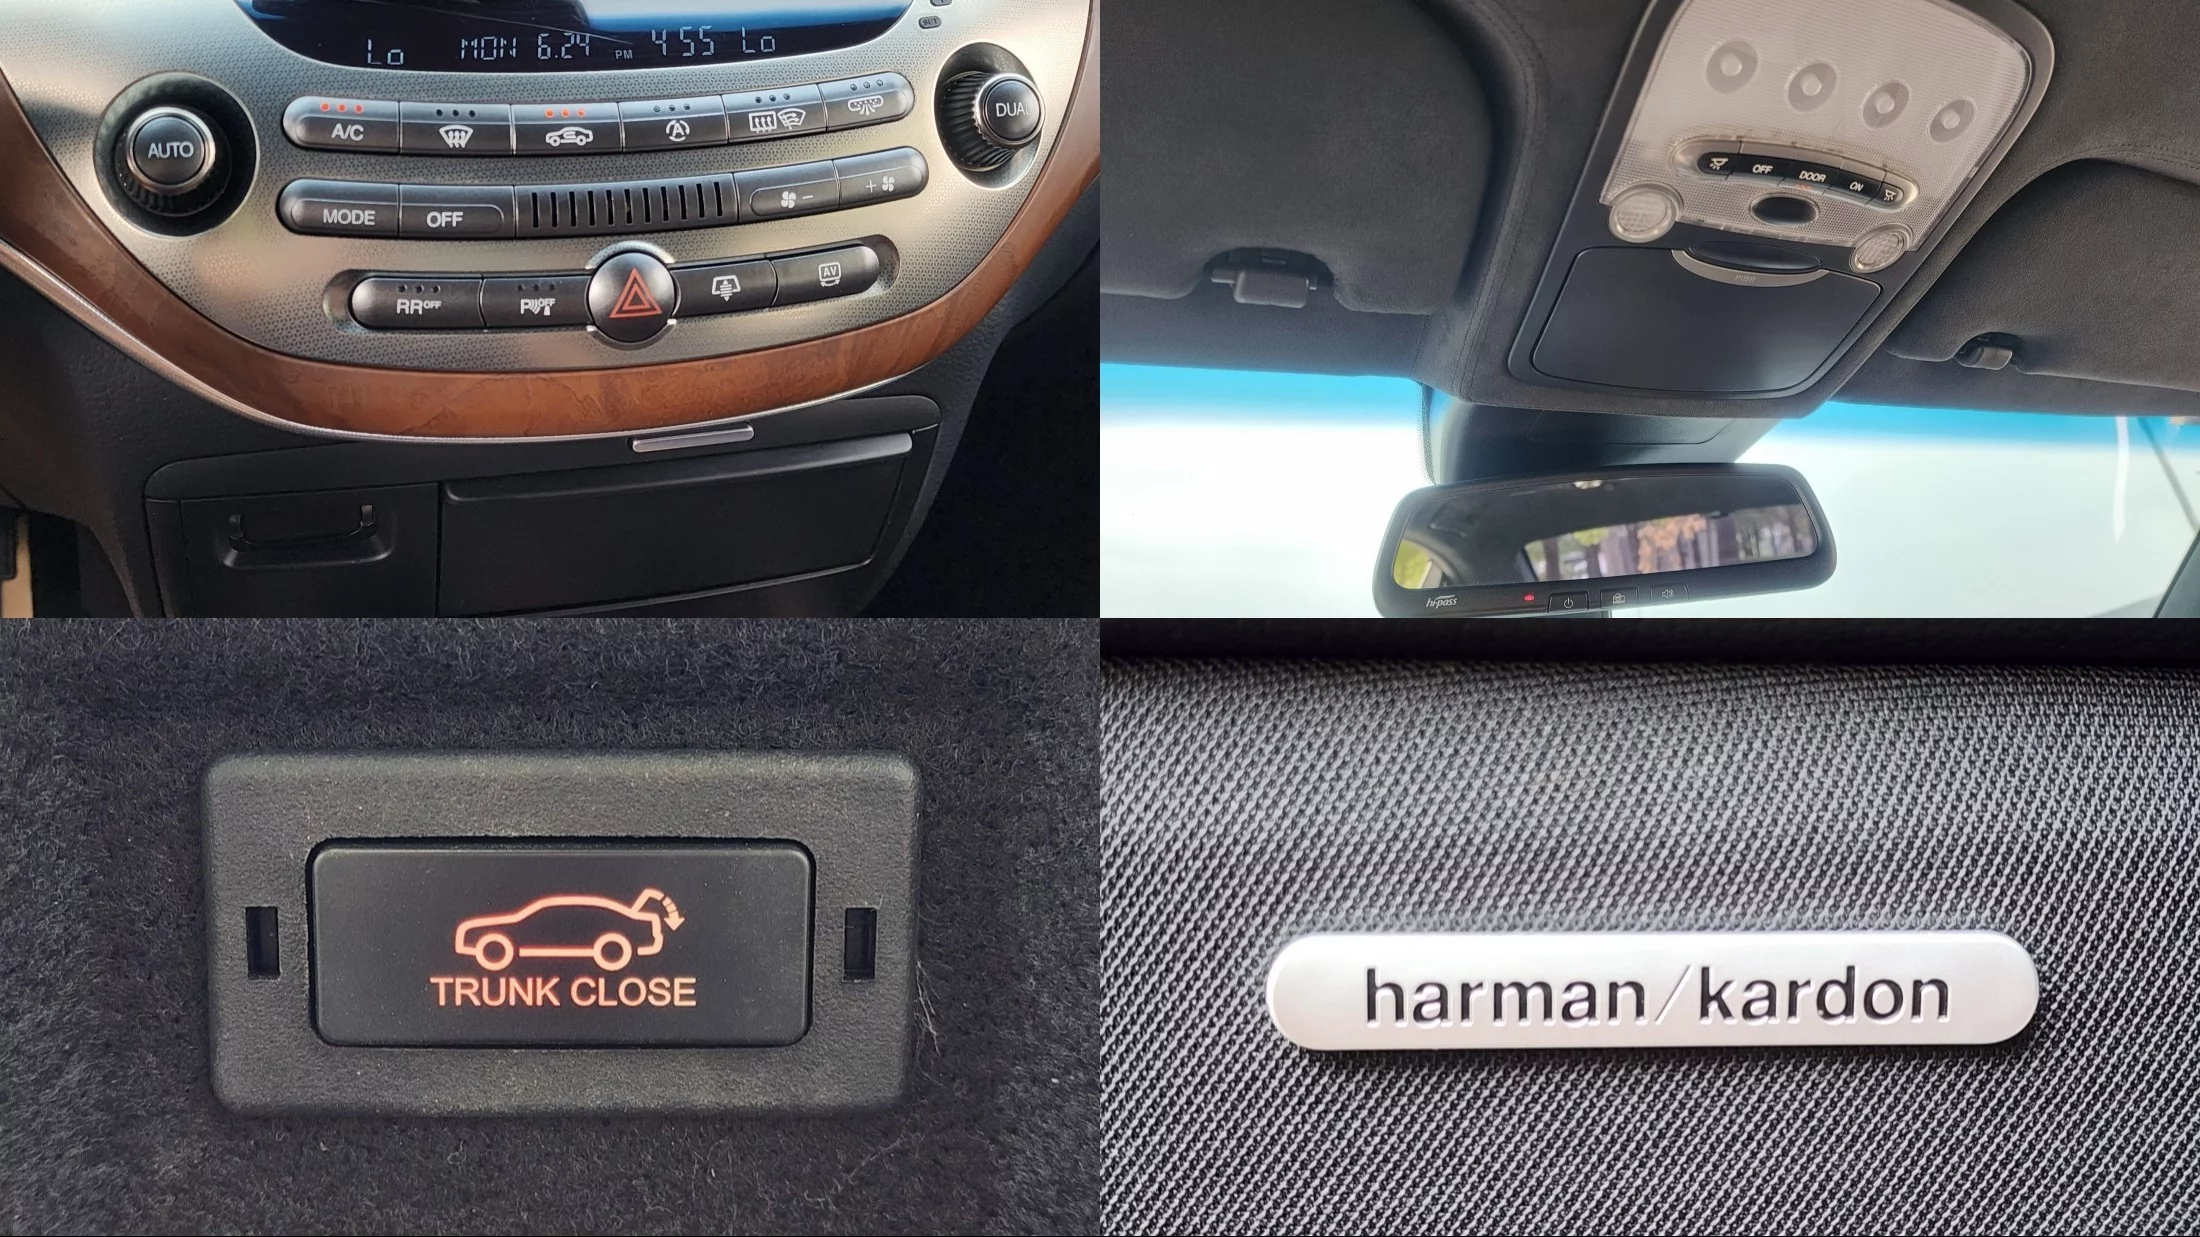 Lo MON 6.24 PM 4:55 Lo
SET
AUTO
A/C
DUAL
MODE OFF
RR OFF
P OFF
AV
OFF DOOR ON
hi-pass
TRUNK CLOSE
harman/kardon